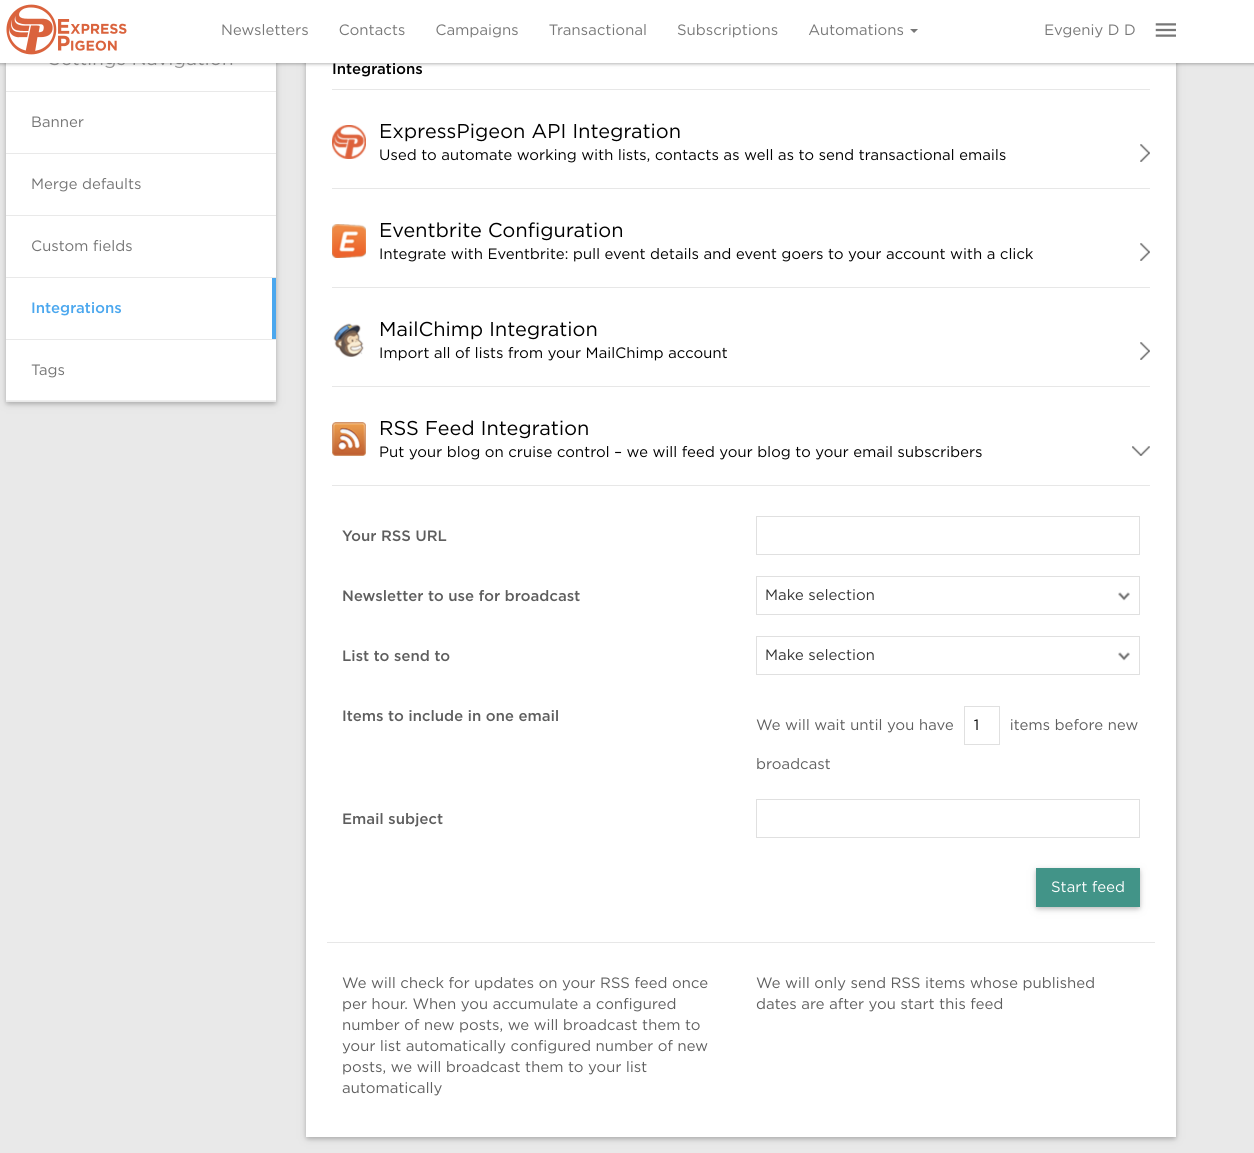 EXPRESS
PIGEON
Newsletters Contacts Campaigns Transactional Subscriptions Automations Evgeniy D D
Settings Navigation
Banner
Merge defaults
Custom fields
Integrations
Tags
Integrations
ExpressPigeon API Integration
Used to automate working with lists, contacts as well as to send transactional emails
E
Eventbrite Configuration
Integrate with Eventbrite: pull event details and event goers to your account with a click
MailChimp Integration
Import all of lists from your MailChimp account
RSS Feed Integration
Put your blog on cruise control – we will feed your blog to your email subscribers
Your RSS URL
Newsletter to use for broadcast Make selection
List to send to Make selection
Items to include in one email
We will wait until you have 1 items before new
broadcast
Email subject
Start feed
We will check for updates on your RSS feed once
per hour. When you accumulate a configured
number of new posts, we will broadcast them to
your list automatically configured number of new
posts, we will broadcast them to your list
automatically
We will only send RSS items whose published
dates are after you start this feed